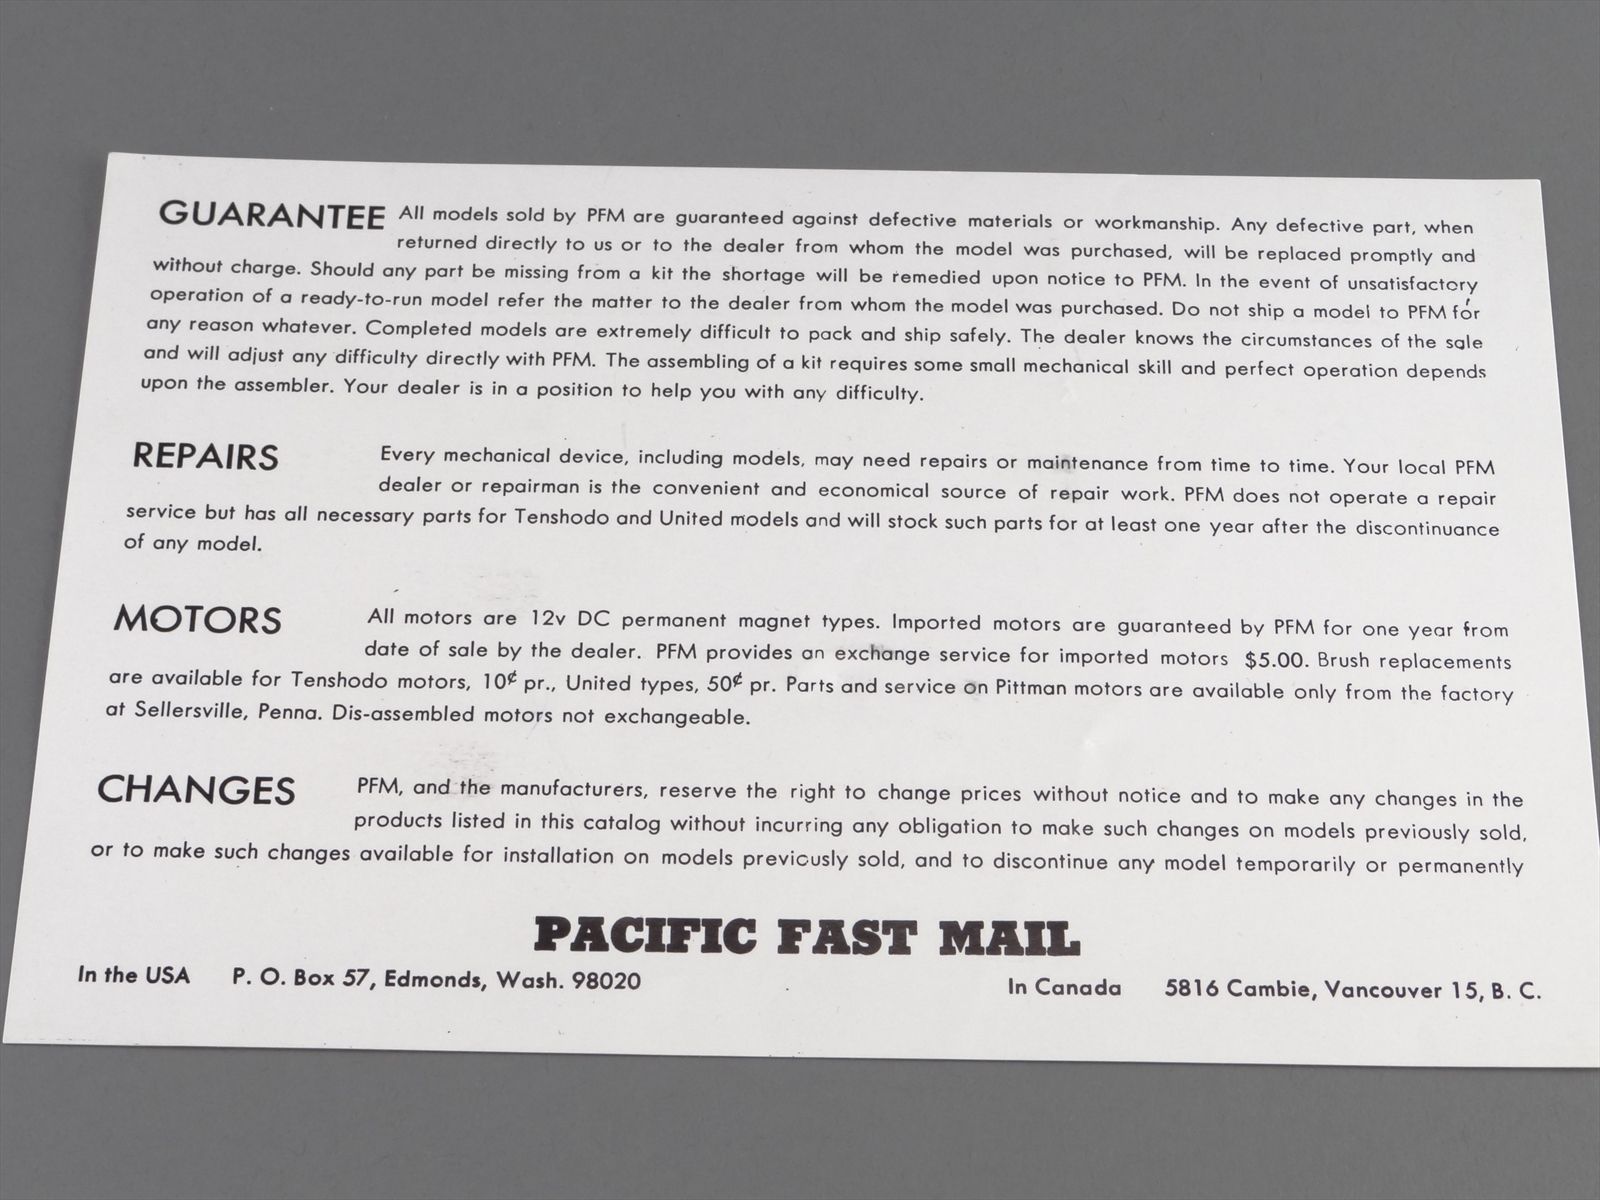 GUARANTEE All models sold by PFM are guaranteed against defective materials or workmanship. Any defective part, when
returned directly to us or to the dealer from whom the model was purchased, will be replaced promptly and
without charge. Should any part be missing from a kit the shortage will be remedied upon notice to PFM. In the event of unsatisfactory
operation of a ready-to-run model refer the matter to the dealer from whom the model was purchased. Do not ship a model to PFM for
any reason whatever. Completed models are extremely difficult to pack and ship safely. The dealer knows the circumstances of the sale
and will adjust any difficulty directly with PFM. The assembling of a kit requires some small mechanical skill and perfect operation depends
upon the assembler. Your dealer is in a position to help you with any difficulty.
REPAIRS Every mechanical device, including models, may need repairs or maintenance from time to time. Your local PFM
dealer or repairman is the convenient and economical source of repair work. PFM does not operate a repair
service but has all necessary parts for Tenshodo and United models and will stock such parts for at least one year after the discontinuance
of any model.
MOTORS All motors are 12v DC permanent magnet types. Imported motors are guaranteed by PFM for one year from
date of sale by the dealer. PFM provides an exchange service for imported motors $5.00. Brush replacements
are available for Tenshodo motors, 10¢ pr., United types, 50¢ pr. Parts and service on Pittman motors are available only from the factory
at Sellersville, Penna. Dis-assembled motors not exchangeable.
CHANGES PFM, and the manufacturers, reserve the right to change prices without notice and to make any changes in the
products listed in this catalog without incurring any obligation to make such changes on models previously sold,
or to make such changes available for installation on models previously sold, and to discontinue any model temporarily or permanently
PACIFIC FAST MAIL
In the USA P. O. Box 57, Edmonds, Wash. 98020 In Canada 5816 Cambie, Vancouver 15, B. C.